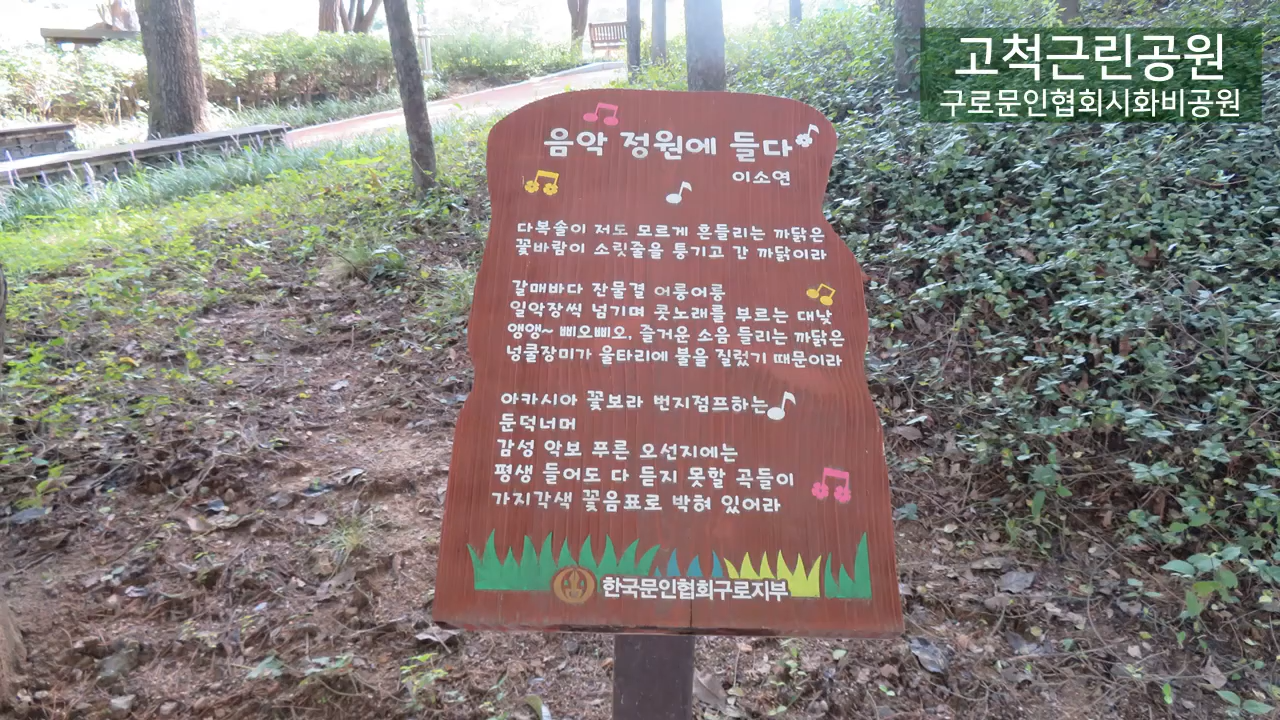 고척근린공원
구로문인협회시화비공원
음악 정원에 들다
이소연
다복솔이 저도 모르게 흔들리는 까닭은
꽃바람이 소릿줄을 퉁기고 간 까닭이라
갈매바다 잔물결 어룽어룽
일악장씩 넘기며 콧노래를 부르는 대낮
앵앵~ 삐오삐오, 즐거운 소음 들리는 까닭은
넝쿨장미가 울타리에 불을 질렀기 때문이라
아카시아 꽃보라 번지점프하는
둔덕너머
감성 악보 푸른 오선지에는
평생 들어도 다 듣지 못할 곡들이
가지각색 꽃음표로 박혀 있어라
한국문인협회구로지부